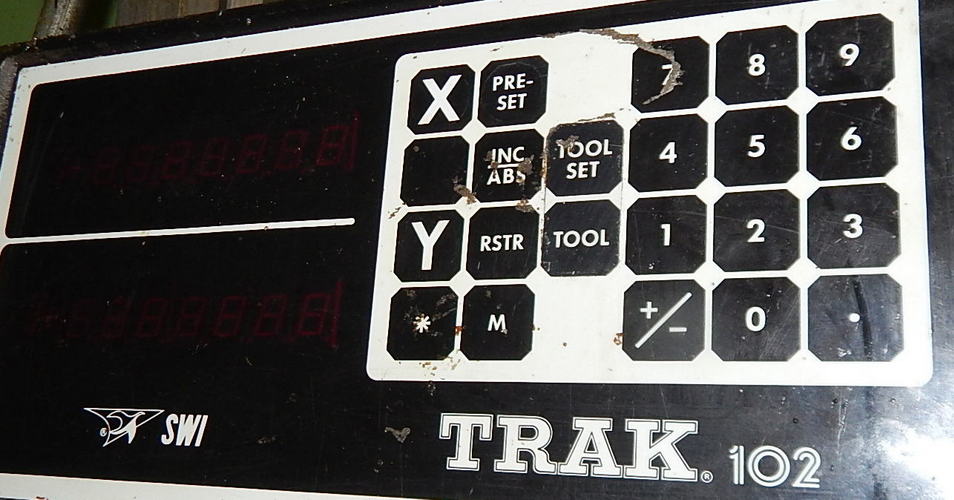 X PRE-SET 7 8 9
INC/ABS TOOL SET 4 5 6
Y RSTR TOOL 1 2 3
* M +/- 0 .
SWI
TRAK® 102